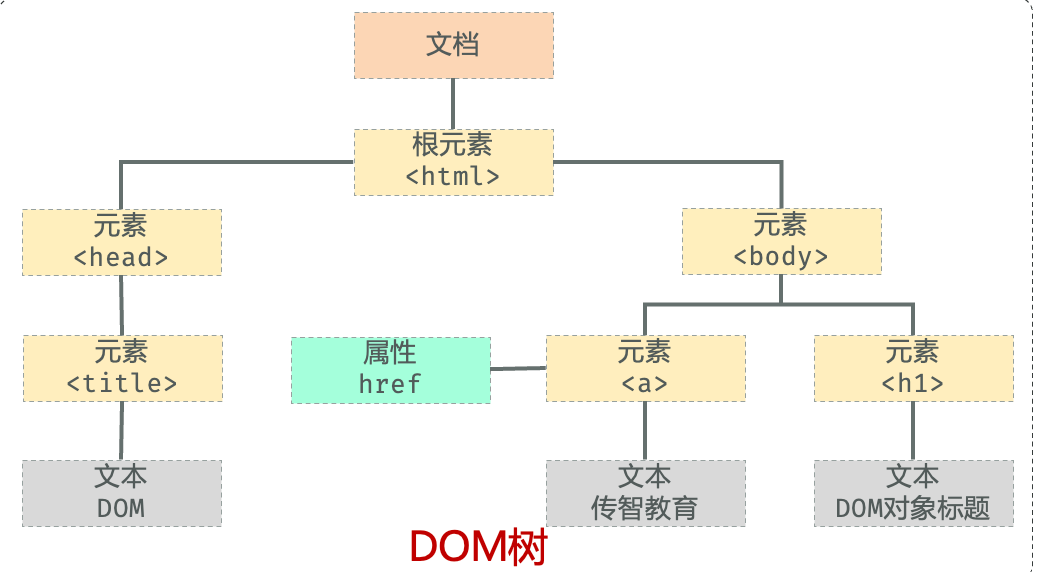 文档
根元素
<html>
元素
<head>
元素
<body>
元素
<title>
属性
href
元素
<a>
元素
<h1>
文本
DOM
文本
传智教育
文本
DOM对象标题
DOM树